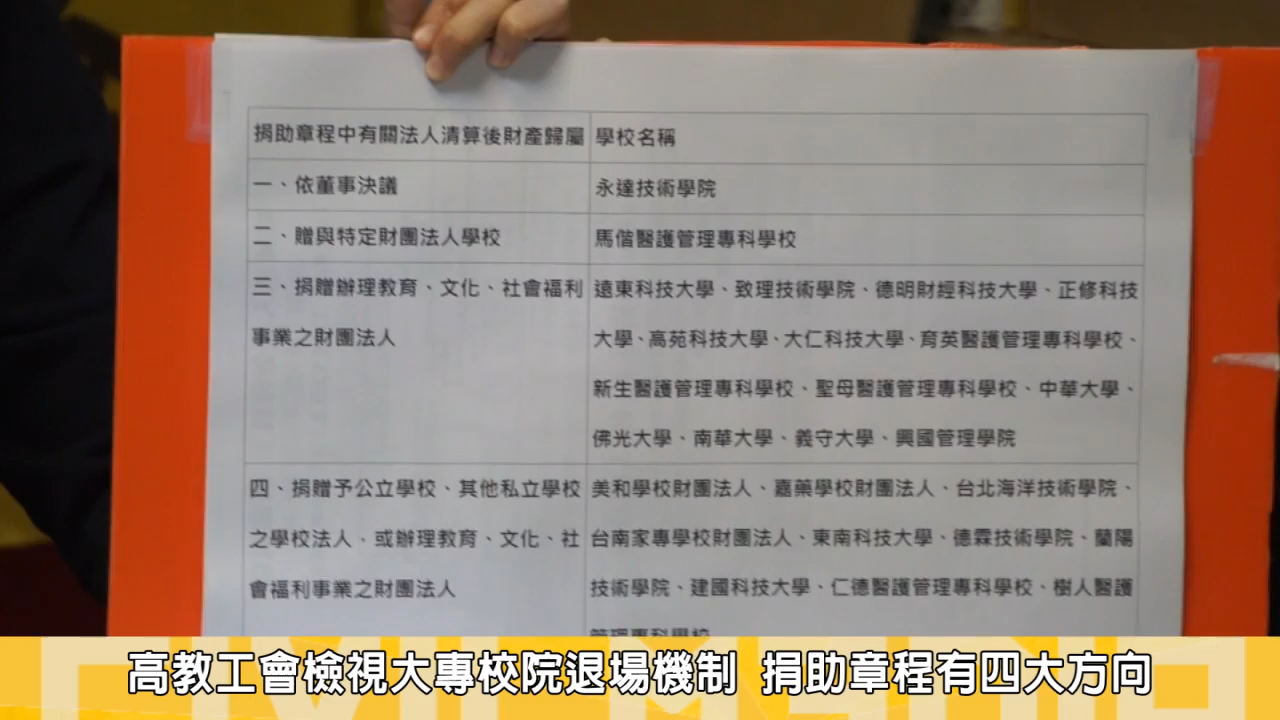 捐助章程中有關法人清算後財產歸屬 學校名稱
一、依董事決議 永達技術學院
二、贈與特定財團法人學校 馬偕醫護管理專科學校
三、捐贈辦理教育、文化、社會福利 遠東科技大學、致理技術學院、德明財經科技大學、正修科技
事業之財團法人 大學、高苑科技大學、大仁科技大學、育英醫護管理專科學校、
新生醫護管理專科學校、聖母醫護管理專科學校、中華大學、
佛光大學、南華大學、義守大學、興國管理學院
四、捐贈予公立學校、其他私立學校 美和學校財團法人、嘉藥學校財團法人、台北海洋技術學院、
之學校法人、或辦理教育、文化、社 台南家專學校財團法人、東南科技大學、德霖技術學院、蘭陽
會福利事業之財團法人 技術學院、建國科技大學、仁德醫護管理專科學校、樹人醫護
管理專科學校
高教工會檢視大專校院退場機制 捐助章程有四大方向